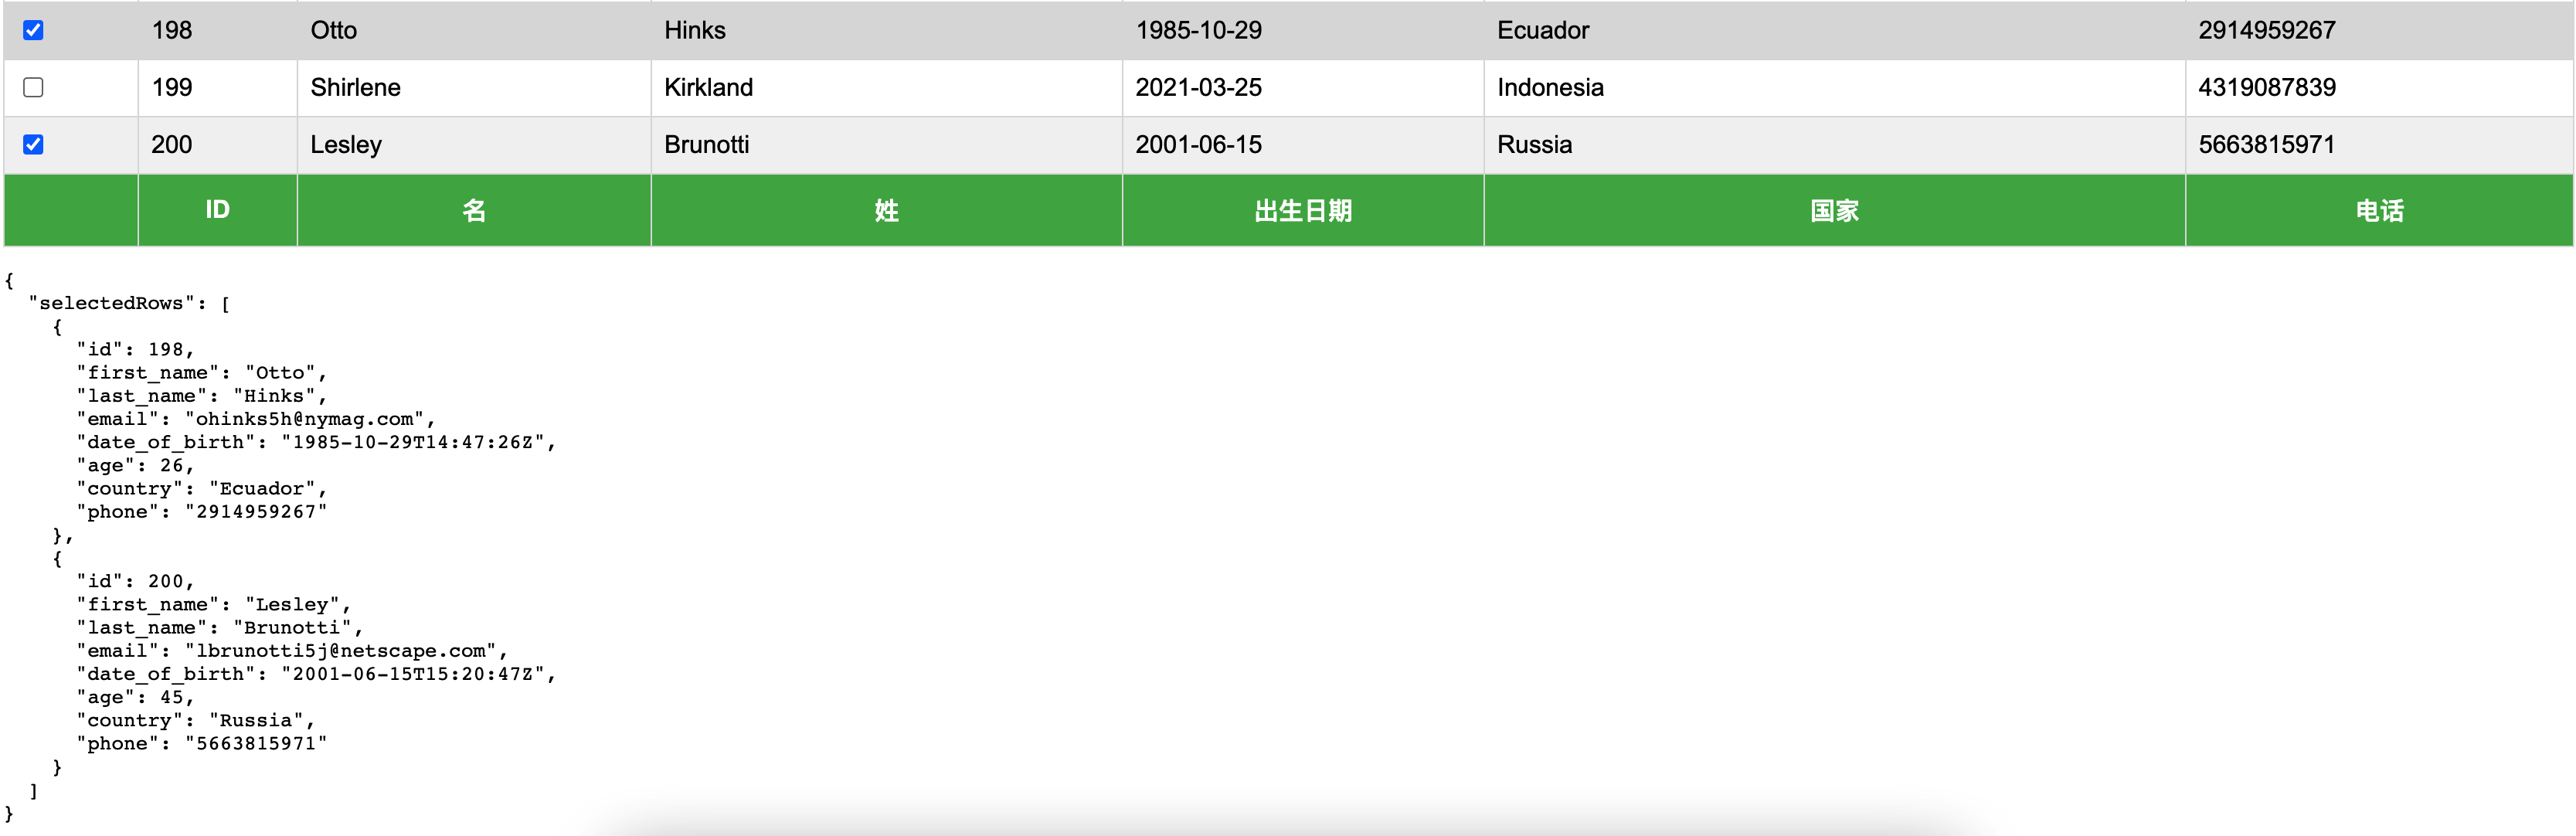 198 Otto Hinks 1985-10-29 Ecuador 2914959267
199 Shirlene Kirkland 2021-03-25 Indonesia 4319087839
200 Lesley Brunotti 2001-06-15 Russia 5663815971
ID 名 姓 出生日期 国家 电话
{
  "selectedRows": [
    {
      "id": 198,
      "first_name": "Otto",
      "last_name": "Hinks",
      "email": "ohinks5h@nymag.com",
      "date_of_birth": "1985-10-29T14:47:26Z",
      "age": 26,
      "country": "Ecuador",
      "phone": "2914959267"
    },
    {
      "id": 200,
      "first_name": "Lesley",
      "last_name": "Brunotti",
      "email": "lbrunotti5j@netscape.com",
      "date_of_birth": "2001-06-15T15:20:47Z",
      "age": 45,
      "country": "Russia",
      "phone": "5663815971"
    }
  ]
}